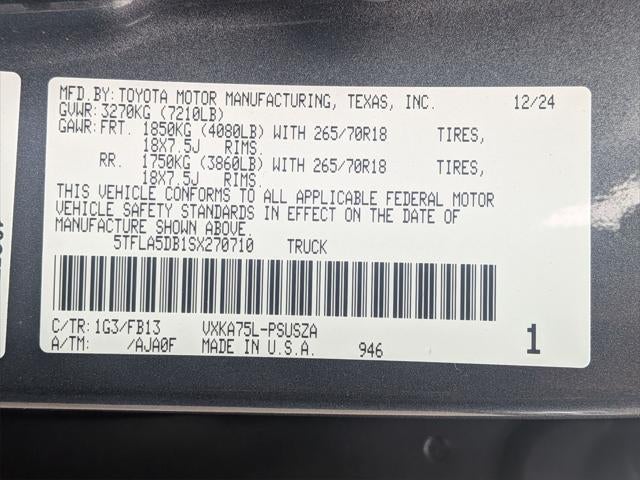 MFD.BY: TOYOTA MOTOR MANUFACTURING, TEXAS, INC. 12/24
GVWR: 3270KG (7210LB)
GAWR: FRT. 1850KG (4080LB) WITH 265/70R18 TIRES,
18X7.5J RIMS.
RR. 1750KG (3860LB) WITH 265/70R18 TIRES,
18X7.5J RIMS.
THIS VEHICLE CONFORMS TO ALL APPLICABLE FEDERAL MOTOR
VEHICLE SAFETY STANDARDS IN EFFECT ON THE DATE OF
MANUFACTURE SHOWN ABOVE.
5TFLA5DB1SX270710 TRUCK
C/TR: 1G3/FB13 VXKA75L-PSUSZA
A/TM: /AJA0F MADE IN U.S.A. 946 1